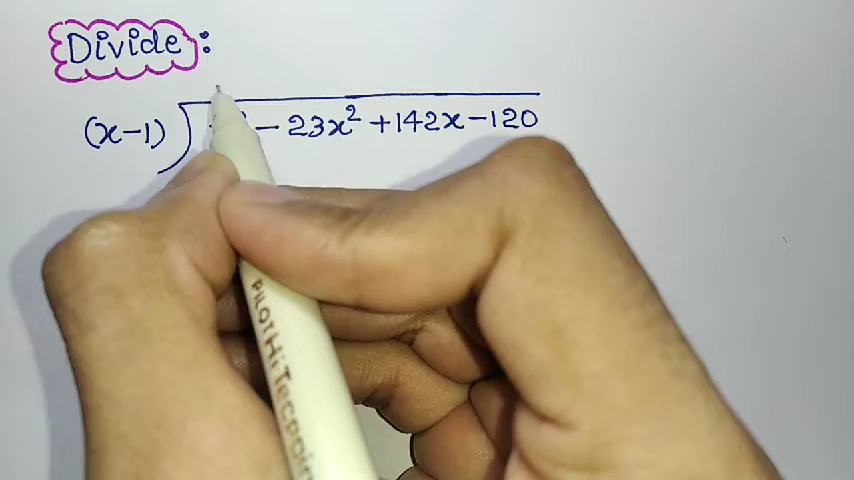 Divide:
(x-1) - 23x² + 142x - 120
PILOT Hi Tecpoint